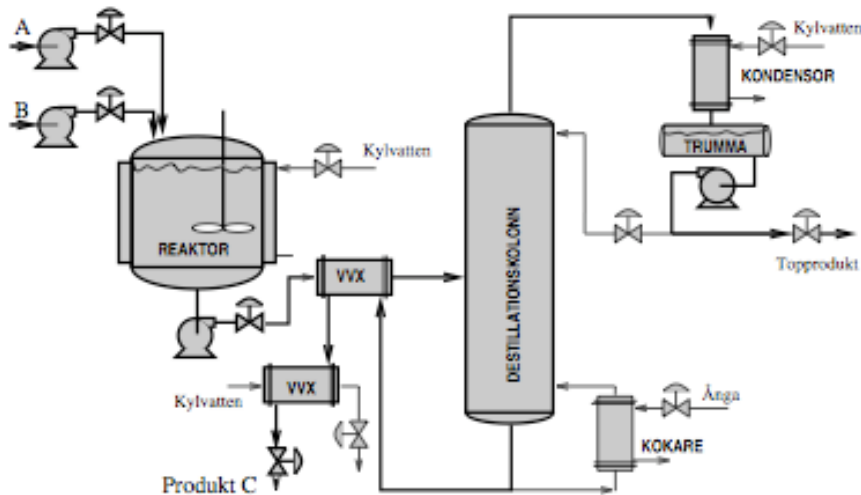 A
B
Kylvatten
REAKTOR
VVX
VVX
Kylvatten
Produkt C
DESTILLATIONSKOLONN
Kylvatten
KONDENSOR
TRUMMA
Topprodukt
Ånga
KOKARE